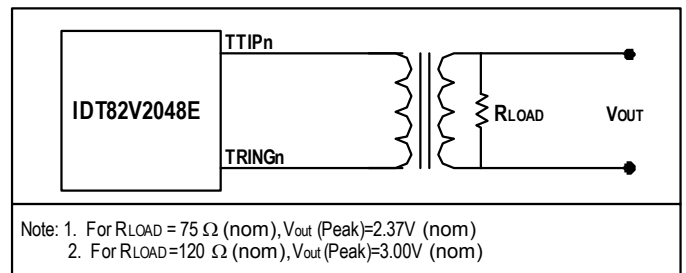 TTIPn
IDT82V2048E
RLOAD
VOUT
TRINGn
Note: 1. For RLOAD = 75 Ω (nom), Vout (Peak)=2.37V (nom)
2. For RLOAD=120 Ω (nom), Vout (Peak)=3.00V (nom)